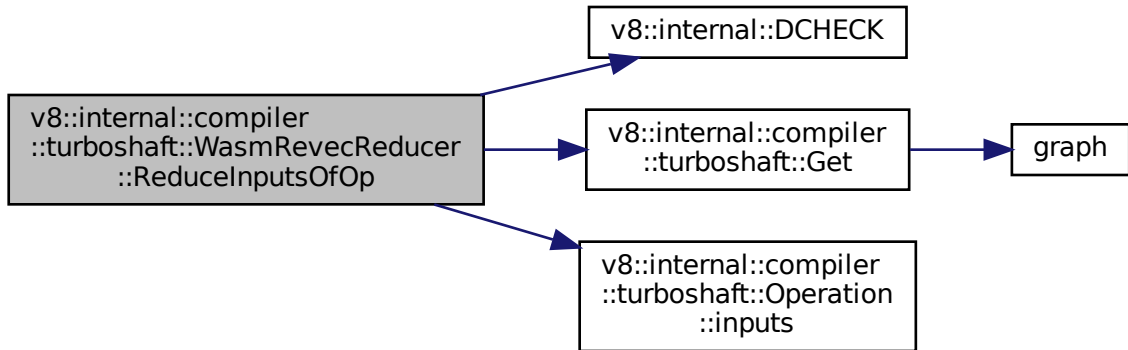 v8::internal::compiler
::turboshaft::WasmRevecReducer
::ReduceInputsOfOp
v8::internal::DCHECK
v8::internal::compiler
::turboshaft::Get
graph
v8::internal::compiler
::turboshaft::Operation
::inputs